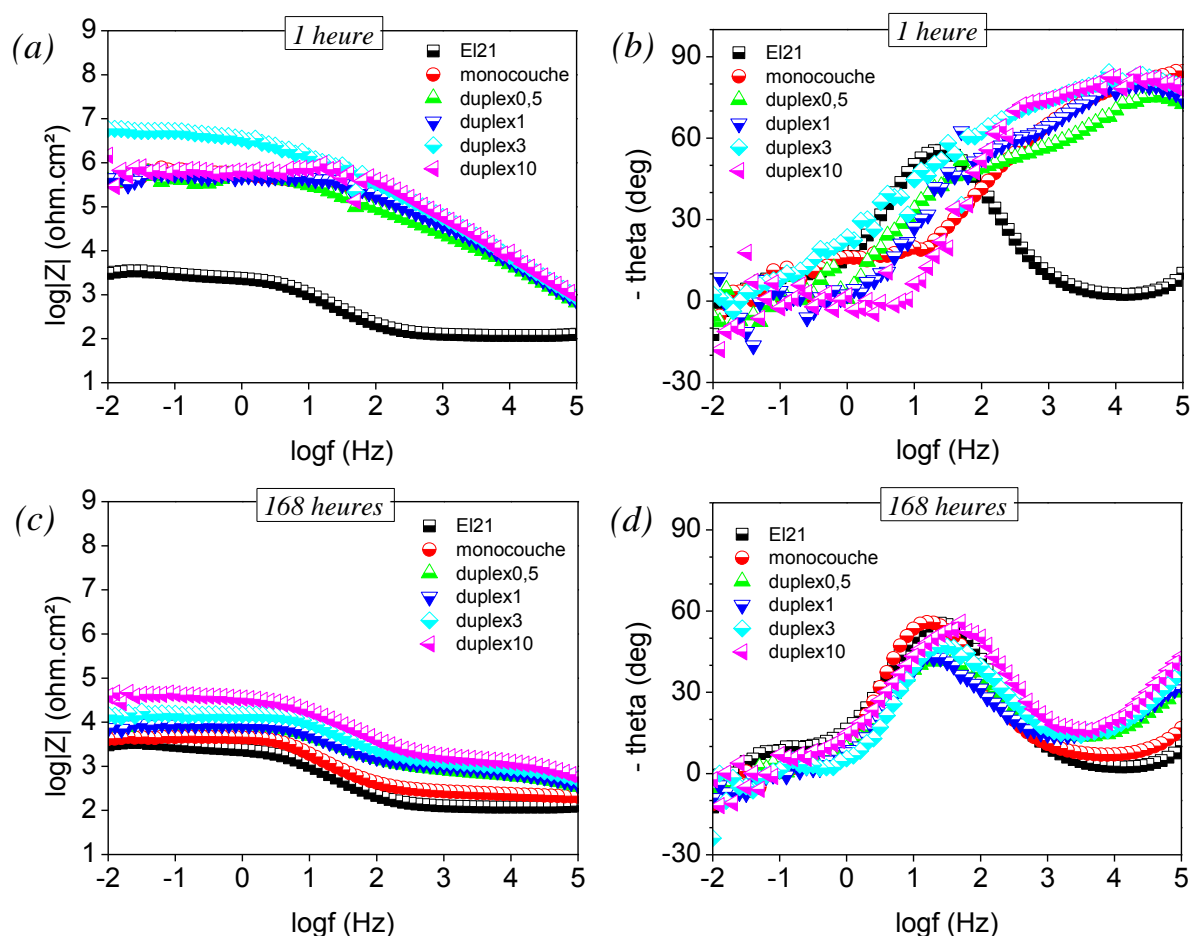 (a)
1 heure
9
8
7
6
5
4
3
2
1
log|Z| (ohm.cm²)
El21
monocouche
duplex0,5
duplex1
duplex3
duplex10
-2 -1 0 1 2 3 4 5
logf (Hz)
(b)
1 heure
90
60
30
0
-30
- theta (deg)
El21
monocouche
duplex0,5
duplex1
duplex3
duplex10
-2 -1 0 1 2 3 4 5
logf (Hz)
(c)
168 heures
9
8
7
6
5
4
3
2
1
log|Z| (ohm.cm²)
El21
monocouche
duplex0,5
duplex1
duplex3
duplex10
-2 -1 0 1 2 3 4 5
logf (Hz)
(d)
168 heures
90
60
30
0
-30
- theta (deg)
El21
monocouche
duplex0,5
duplex1
duplex3
duplex10
-2 -1 0 1 2 3 4 5
logf (Hz)